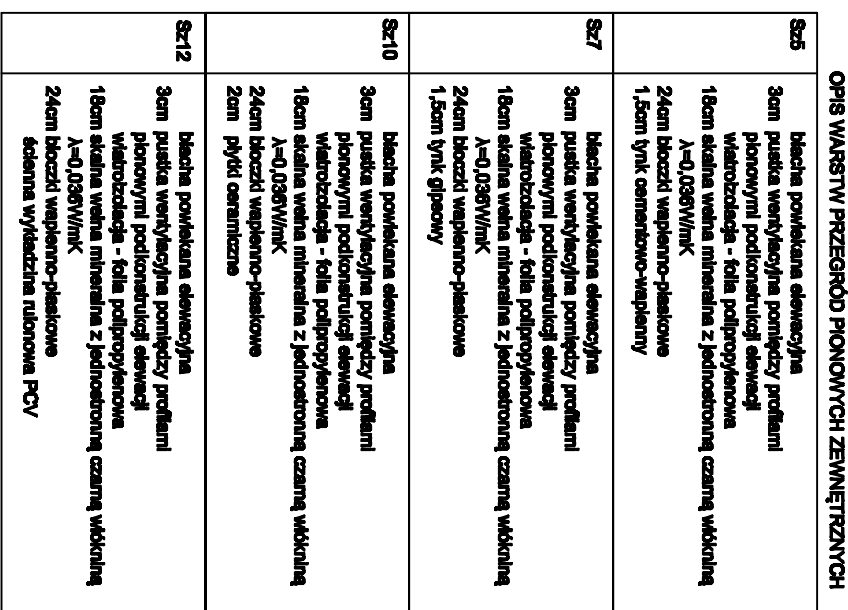 OPIS WARSTW PRZEGRÓD PIONOWYCH ZEWNĘTRZNYCH
Sz5
blacha powlekana elewacyjna
3cm pustka wentylacyjna pomiędzy profilami
pionowymi podkonstrukcji elewacji
wiatroizolacja - folia polipropylenowa
18cm skalna wełna mineralna z jednostronną czarną włókniną
λ=0,036W/mK
24cm bloczki wapienno-piaskowe
1,5cm tynk cementowo-wapienny
Sz7
blacha powlekana elewacyjna
3cm pustka wentylacyjna pomiędzy profilami
pionowymi podkonstrukcji elewacji
wiatroizolacja - folia polipropylenowa
18cm skalna wełna mineralna z jednostronną czarną włókniną
λ=0,036W/mK
24cm bloczki wapienno-piaskowe
1,5cm tynk gipsowy
Sz10
blacha powlekana elewacyjna
3cm pustka wentylacyjna pomiędzy profilami
pionowymi podkonstrukcji elewacji
wiatroizolacja - folia polipropylenowa
18cm skalna wełna mineralna z jednostronną czarną włókniną
λ=0,036W/mK
24cm bloczki wapienno-piaskowe
2cm płytki ceramiczne
Sz12
blacha powlekana elewacyjna
3cm pustka wentylacyjna pomiędzy profilami
pionowymi podkonstrukcji elewacji
wiatroizolacja - folia polipropylenowa
18cm skalna wełna mineralna z jednostronną czarną włókniną
λ=0,036W/mK
24cm bloczki wapienno-piaskowe
ścienna wykładzina rulonowa PCV